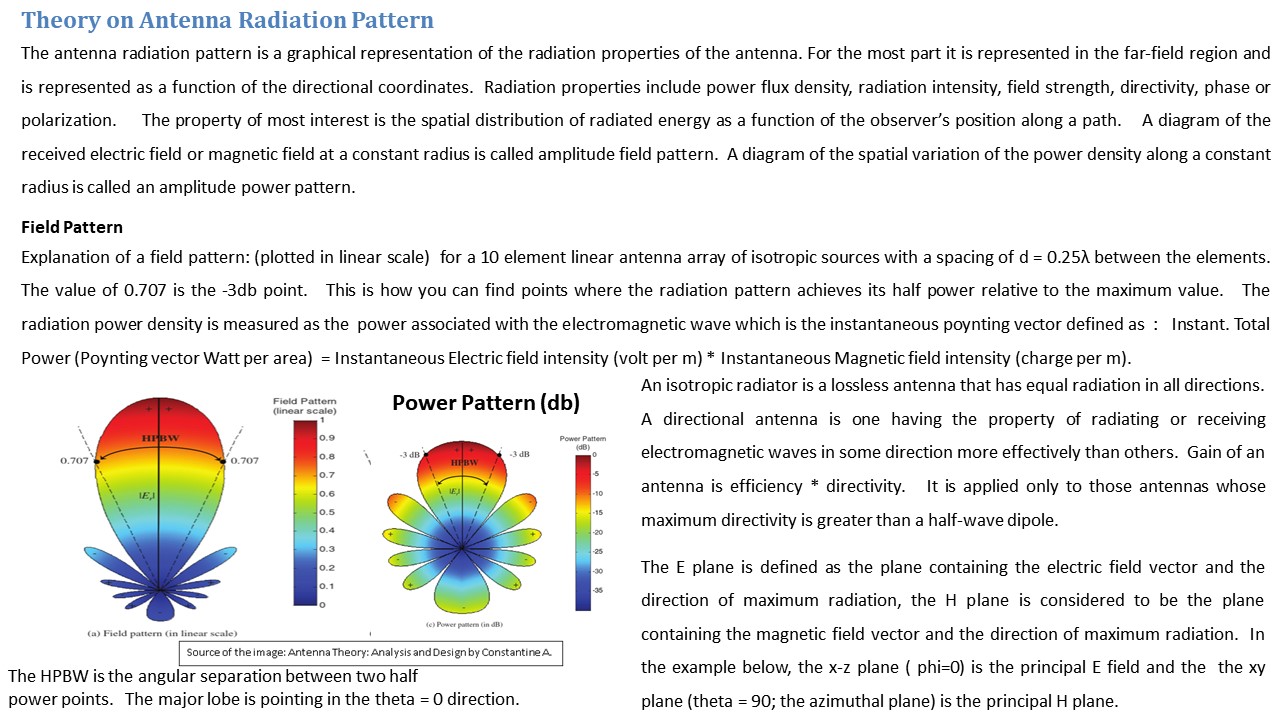 Theory on Antenna Radiation Pattern
The antenna radiation pattern is a graphical representation of the radiation properties of the antenna. For the most part it is represented in the far-field region and
is represented as a function of the directional coordinates. Radiation properties include power flux density, radiation intensity, field strength, directivity, phase or
polarization. The property of most interest is the spatial distribution of radiated energy as a function of the observer's position along a path. A diagram of the
received electric field or magnetic field at a constant radius is called amplitude field pattern. A diagram of the spatial variation of the power density along a constant
radius is called an amplitude power pattern.
Field Pattern
Explanation of a field pattern: (plotted in linear scale) for a 10 element linear antenna array of isotropic sources with a spacing of d = 0.25λ between the elements.
The value of 0.707 is the -3db point. This is how you can find points where the radiation pattern achieves its half power relative to the maximum value. The
radiation power density is measured as the power associated with the electromagnetic wave which is the instantaneous poynting vector defined as : Instant. Total
Power (Poynting vector Watt per area) = Instantaneous Electric field intensity (volt per m) * Instantaneous Magnetic field intensity (charge per m).
Field Pattern
(linear scale)
1
0.9
0.8
0.7
0.6
0.5
0.4
0.3
0.2
0.1
0
+ +
HPBW
0.707
0.707
|Er|
(a) Field pattern (in linear scale)
Power Pattern (db)
Power Pattern
(dB)
0
-5
-10
-15
-20
-25
-30
-35
-3 dB
-3 dB
+ +
HPBW
|Er|
- -
+ +
- -
+ +
-
(c) Power pattern (in dB)
Source of the image: Antenna Theory: Analysis and Design by Constantine A.
The HPBW is the angular separation between two half
power points. The major lobe is pointing in the theta = 0 direction.
An isotropic radiator is a lossless antenna that has equal radiation in all directions.
A directional antenna is one having the property of radiating or receiving
electromagnetic waves in some direction more effectively than others. Gain of an
antenna is efficiency * directivity. It is applied only to those antennas whose
maximum directivity is greater than a half-wave dipole.
The E plane is defined as the plane containing the electric field vector and the
direction of maximum radiation, the H plane is considered to be the plane
containing the magnetic field vector and the direction of maximum radiation. In
the example below, the x-z plane ( phi=0) is the principal E field and the the xy
plane (theta = 90; the azimuthal plane) is the principal H plane.